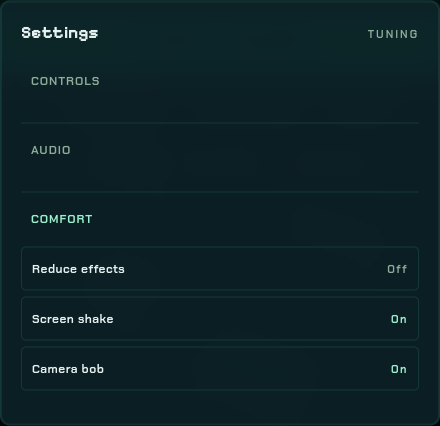 Settings
TUNING
CONTROLS
AUDIO
COMFORT
Reduce effects Off
Screen shake On
Camera bob On